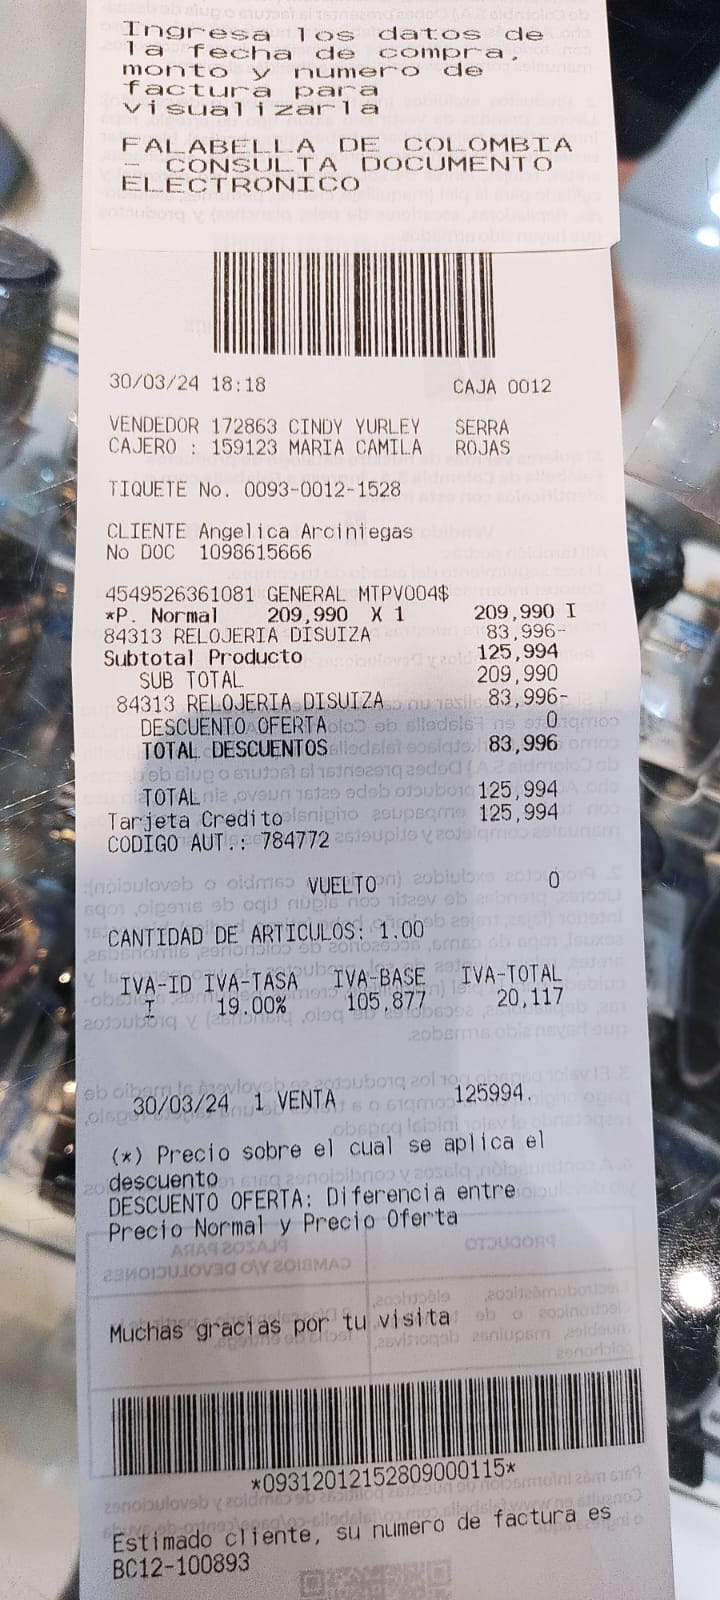 Ingresa los datos de
la fecha de compra,
monto y numero de
factura para
visualizarla
FALABELLA DE COLOMBIA
- CONSULTA DOCUMENTO
ELECTRONICO
30/03/24 18:18 CAJA 0012
VENDEDOR 172863 CINDY YURLEY SERRA
CAJERO : 159123 MARIA CAMILA ROJAS
TIQUETE No. 0093-0012-1528
CLIENTE Angelica Arciniegas
No DOC 1098615666
4549526361081 GENERAL MTPV004$
*P. Normal 209,990 X 1 209,990 I
84313 RELOJERIA DISUIZA 83,996-
Subtotal Producto 125,994
SUB TOTAL 209,990
84313 RELOJERIA DISUIZA 83,996-
DESCUENTO OFERTA 0
TOTAL DESCUENTOS 83,996
TOTAL 125,994
Tarjeta Credito 125,994
CODIGO AUT.: 784772
VUELTO 0
CANTIDAD DE ARTICULOS: 1.00
IVA-ID IVA-TASA IVA-BASE IVA-TOTAL
I 19.00% 105,877 20,117
30/03/24 1 VENTA 125994.
(*) Precio sobre el cual se aplica el
descuento
DESCUENTO OFERTA: Diferencia entre
Precio Normal y Precio Oferta
Muchas gracias por tu visita
*09312012152809000115*
Estimado cliente, su numero de factura es
BC12-100893